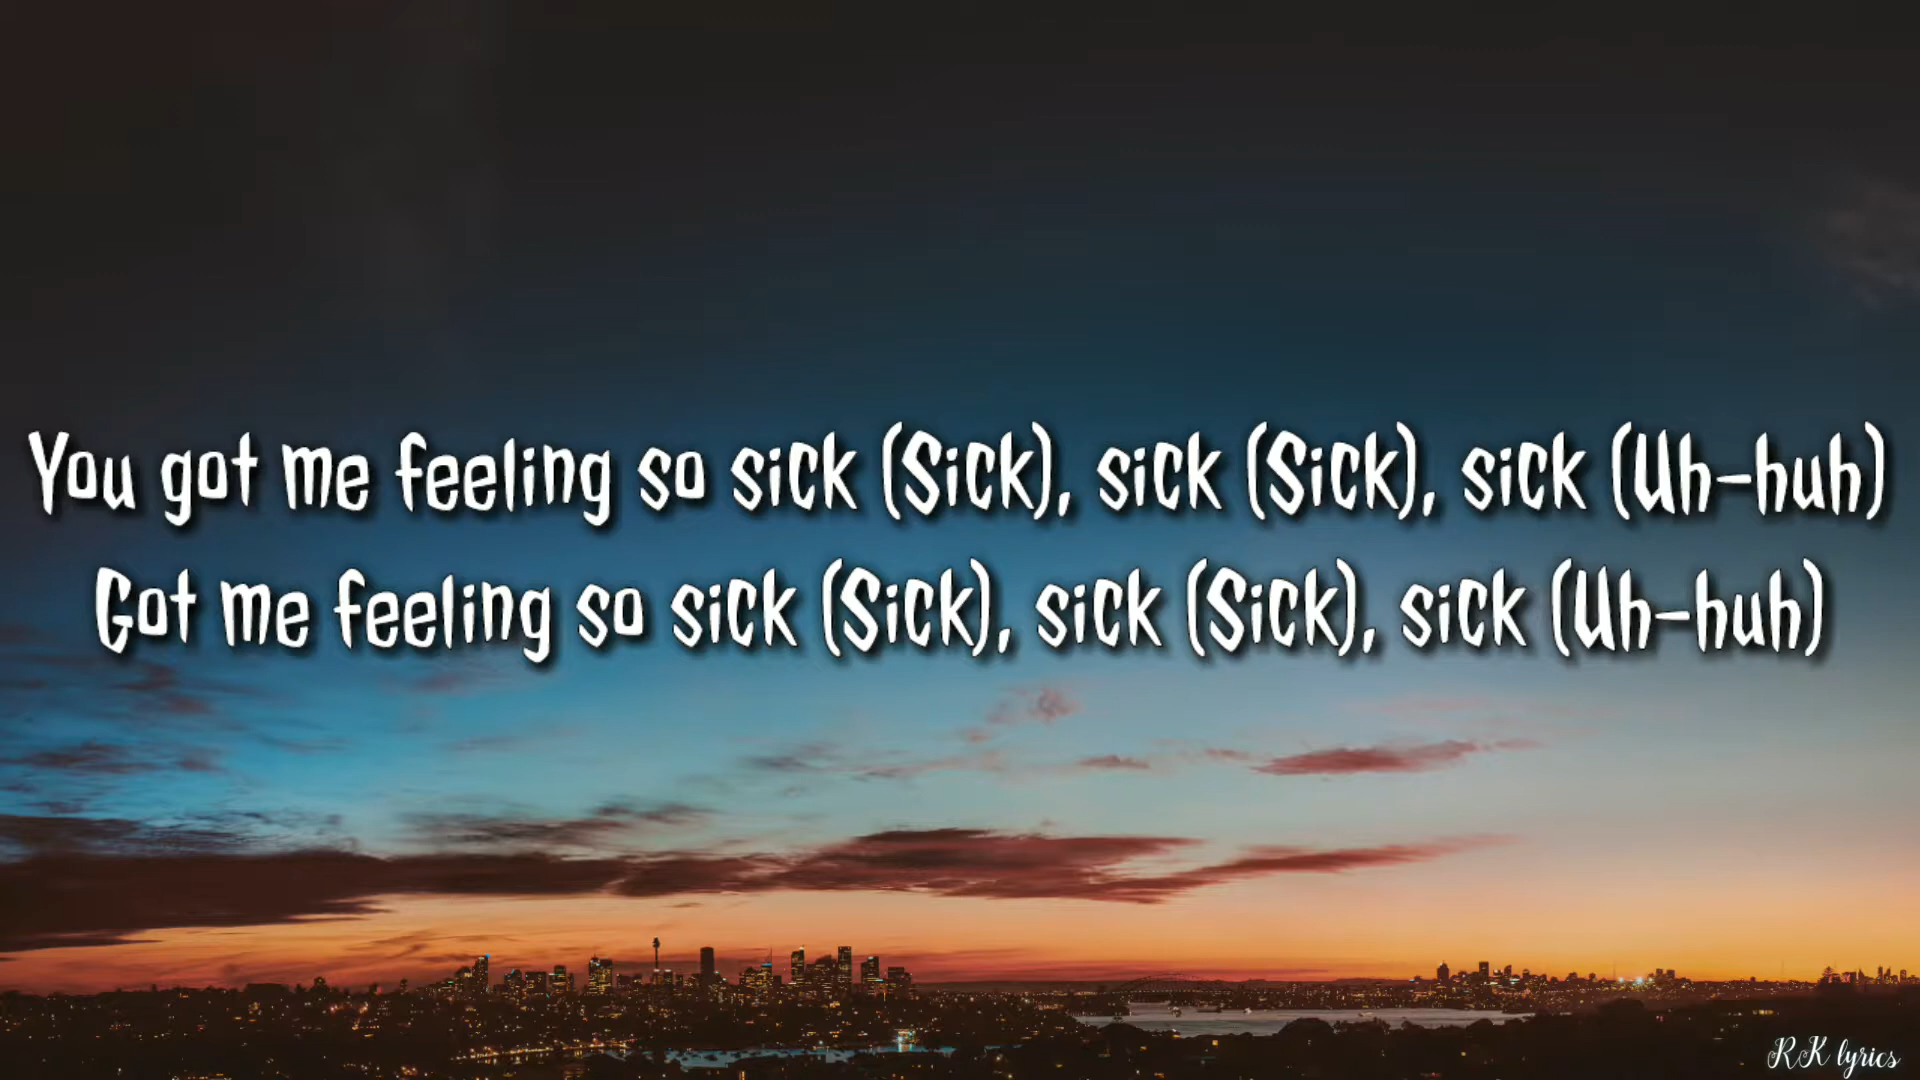 You got me feeling so sick (Sick), sick (Sick), sick (Uh-huh)
Got me feeling so sick (Sick), sick (Sick), sick (Uh-huh)
RK lyrics